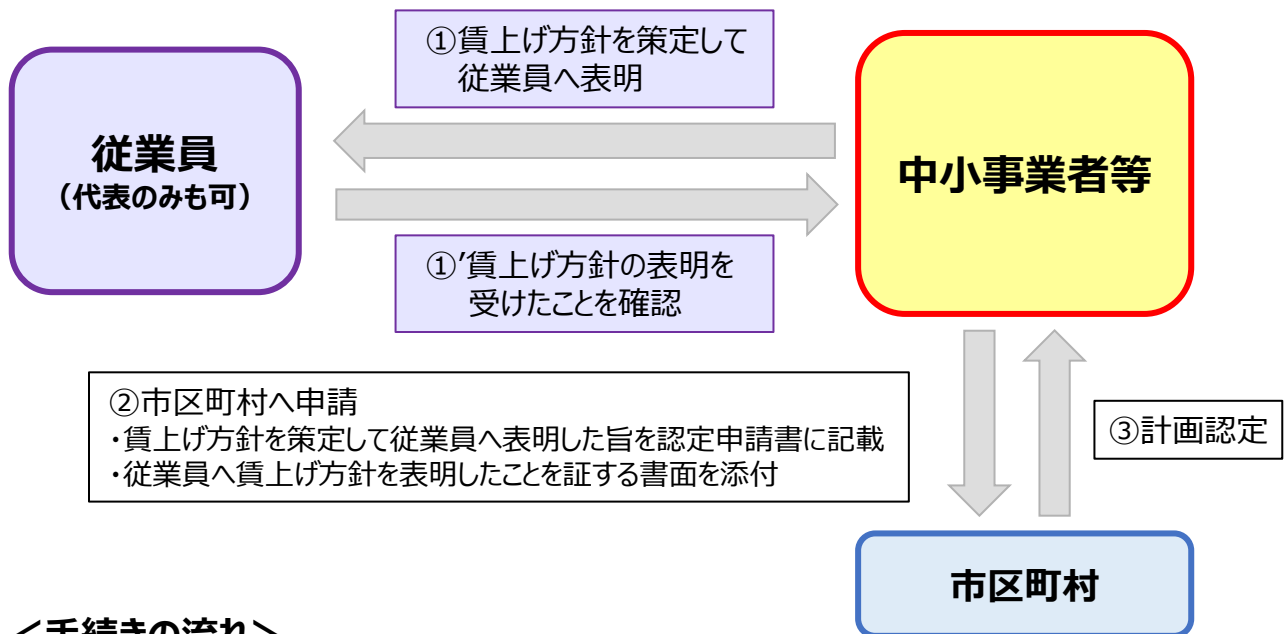 ①賃上げ方針を策定して
従業員へ表明
従業員
（代表のみも可）
中小事業者等
①’賃上げ方針の表明を
受けたことを確認
②市区町村へ申請
・賃上げ方針を策定して従業員へ表明した旨を認定申請書に記載
・従業員へ賃上げ方針を表明したことを証する書面を添付
③計画認定
市区町村
＜手続きの流れ＞